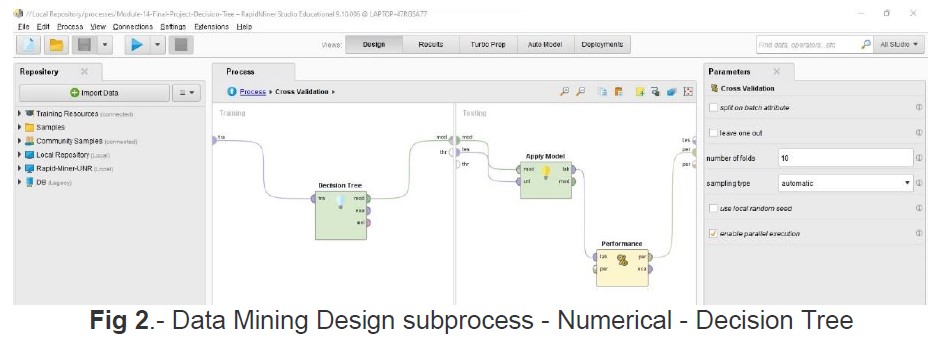 //Local Repository/processes/Module-14-Final-Project-Decision-Tree – RapidMiner Studio Educational 9.10.006 @ LAPTOP-47R05A77
File Edit Process View Connections Settings Extensions Help
Views: Design Results Turbo Prep Auto Model Deployments
Find data, operators...etc All Studio
Repository
Import Data
Training Resources (connected)
Samples
Community Samples (connected)
Local Repository (Local)
Rapid-Miner-UNR (Local)
DB (Legacy)
Process
Process Cross Validation
Training
Testing
tra
mod mod
thr tes
thr
Decision Tree
tra mod
exa
wei
Apply Model
mod lab
unl mod
Performance
lab per
per exa
tes
per
per
Parameters
Cross Validation
split on batch attribute
leave one out
number of folds 10
sampling type automatic
use local random seed
enable parallel execution
Fig 2.- Data Mining Design subprocess - Numerical - Decision Tree